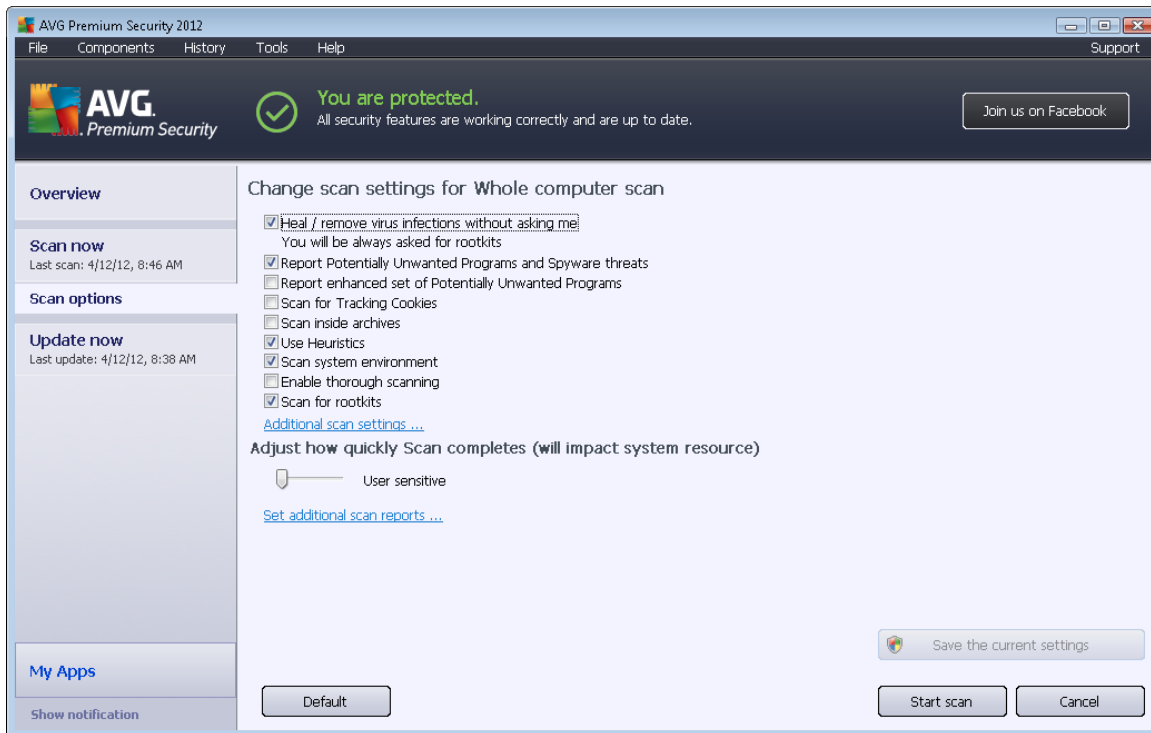 AVG Premium Security 2012
File Components History Tools Help Support
AVG.
Premium Security
You are protected.
All security features are working correctly and are up to date.
Join us on Facebook
Overview
Scan now
Last scan: 4/12/12, 8:46 AM
Scan options
Update now
Last update: 4/12/12, 8:38 AM
My Apps
Show notification
Change scan settings for Whole computer scan
Heal / remove virus infections without asking me
You will be always asked for rootkits
Report Potentially Unwanted Programs and Spyware threats
Report enhanced set of Potentially Unwanted Programs
Scan for Tracking Cookies
Scan inside archives
Use Heuristics
Scan system environment
Enable thorough scanning
Scan for rootkits
Additional scan settings ...
Adjust how quickly Scan completes (will impact system resource)
User sensitive
Set additional scan reports ...
Save the current settings
Default
Start scan
Cancel